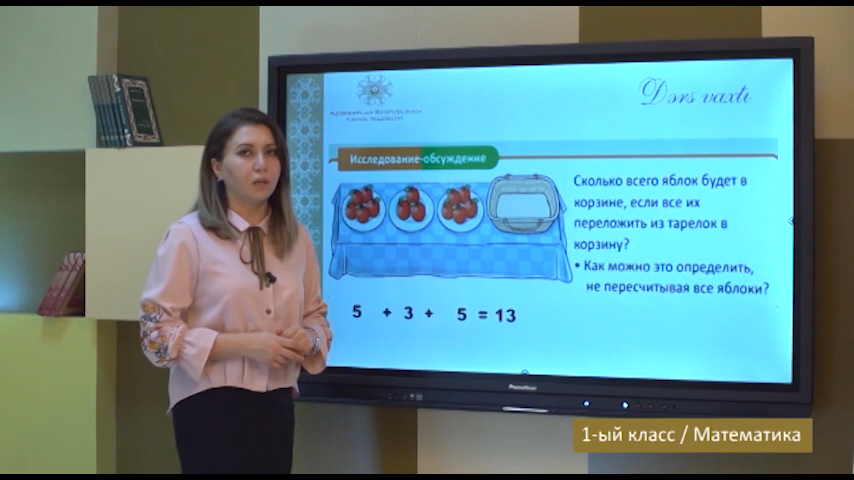 Dərs vaxtı
Исследование-обсуждение
Сколько всего яблок будет в
корзине, если все их
переложить из тарелок в
корзину?
• Как можно это определить,
не пересчитывая все яблоки?
5 + 3 + 5 = 13
Promethean
1-ый класс / Математика